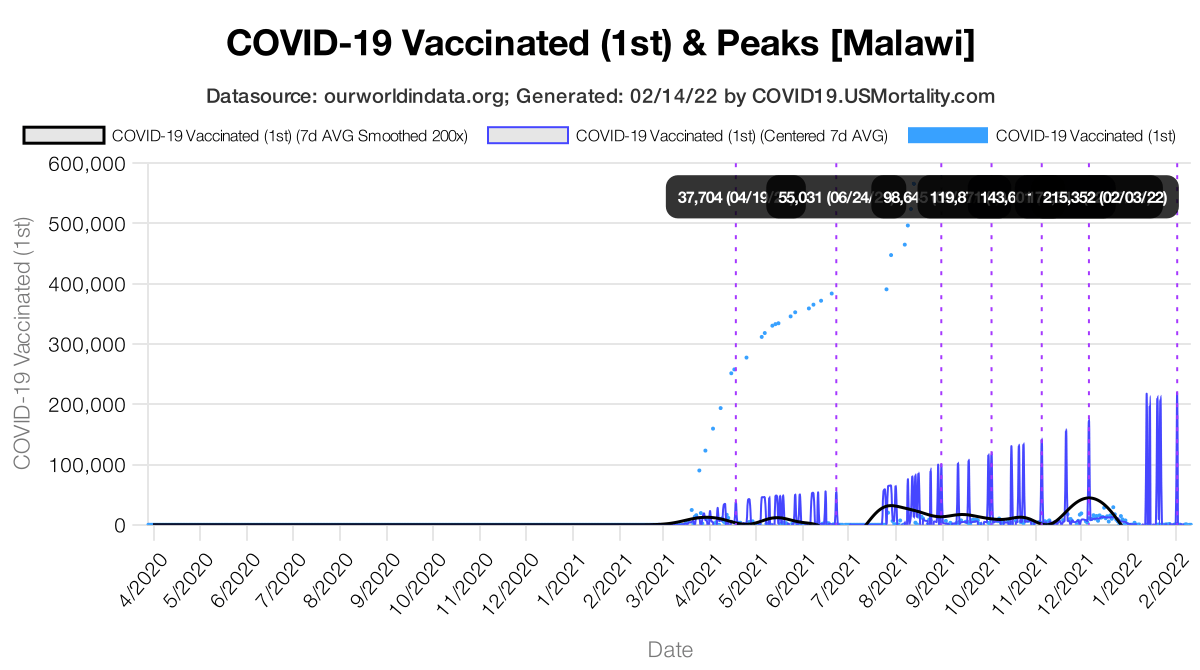 COVID-19 Vaccinated (1st) & Peaks [Malawi]
Datasource: ourworldindata.org; Generated: 02/14/22 by COVID19.USMortality.com
COVID-19 Vaccinated (1st) (7d AVG Smoothed 200x) COVID-19 Vaccinated (1st) (Centered 7d AVG) COVID-19 Vaccinated (1st)
COVID-19 Vaccinated (1st)
600,000
37,704 (04/19 55,031 (06/24/ 98,64 119,8 143,6 215,352 (02/03/22)
500,000
400,000
300,000
200,000
100,000
0
4/2020 5/2020 6/2020 7/2020 8/2020 9/2020 10/2020 11/2020 12/2020 1/2021 2/2021 3/2021 4/2021 5/2021 6/2021 7/2021 8/2021 9/2021 10/2021 11/2021 12/2021 1/2022 2/2022
Date